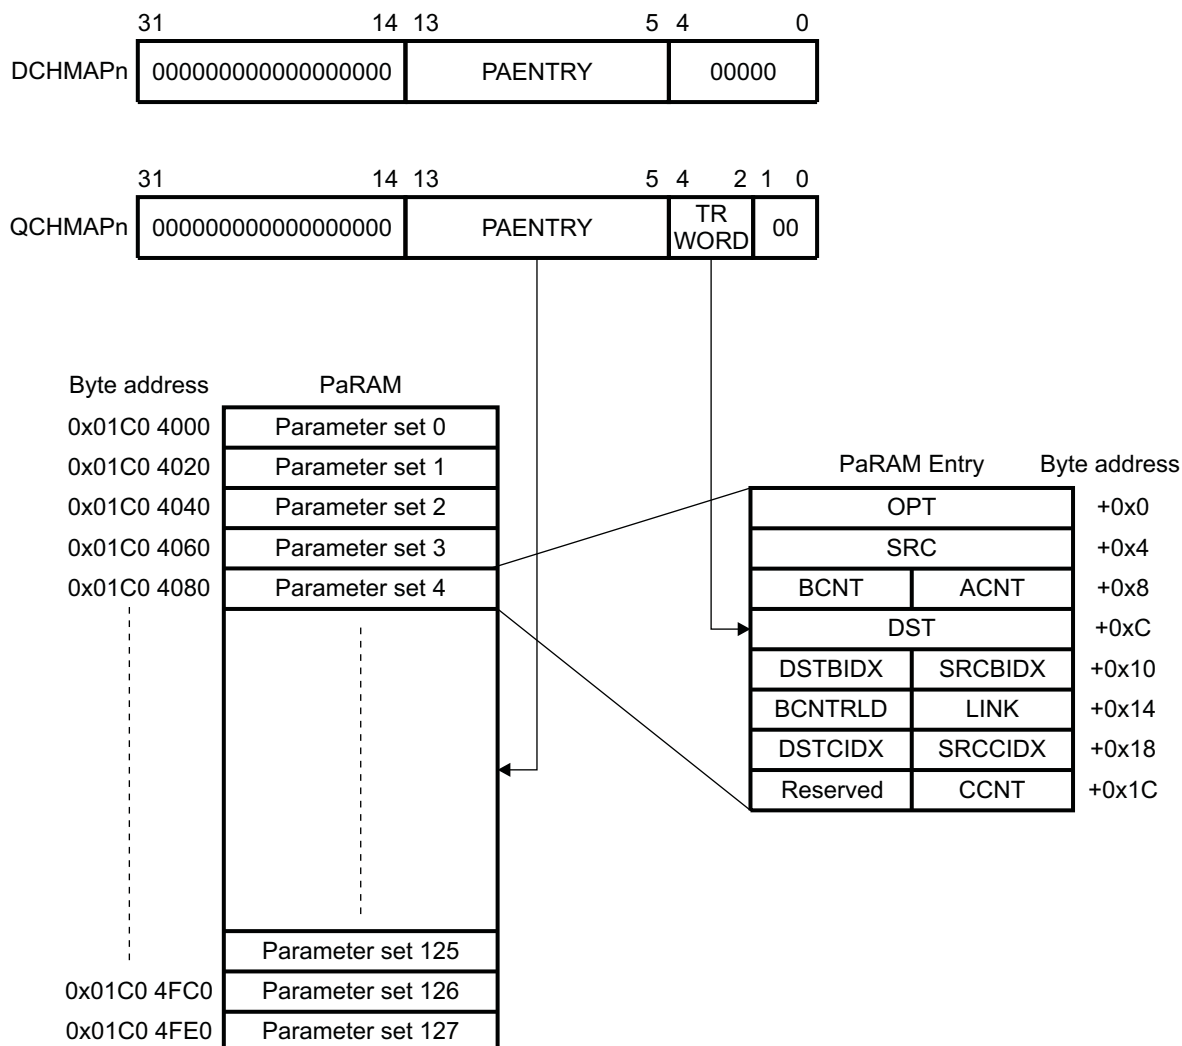 31 14 13 5 4 0
DCHMAPn 000000000000000000 PAENTRY 00000
31 14 13 5 4 2 1 0
QCHMAPn 000000000000000000 PAENTRY TR WORD 00
Byte address PaRAM
0x01C0 4000 Parameter set 0
0x01C0 4020 Parameter set 1
0x01C0 4040 Parameter set 2
0x01C0 4060 Parameter set 3
0x01C0 4080 Parameter set 4
Parameter set 125
0x01C0 4FC0 Parameter set 126
0x01C0 4FE0 Parameter set 127
PaRAM Entry Byte address
OPT +0x0
SRC +0x4
BCNT ACNT +0x8
DST +0xC
DSTBIDX SRCBIDX +0x10
BCNTRLD LINK +0x14
DSTCIDX SRCCIDX +0x18
Reserved CCNT +0x1C